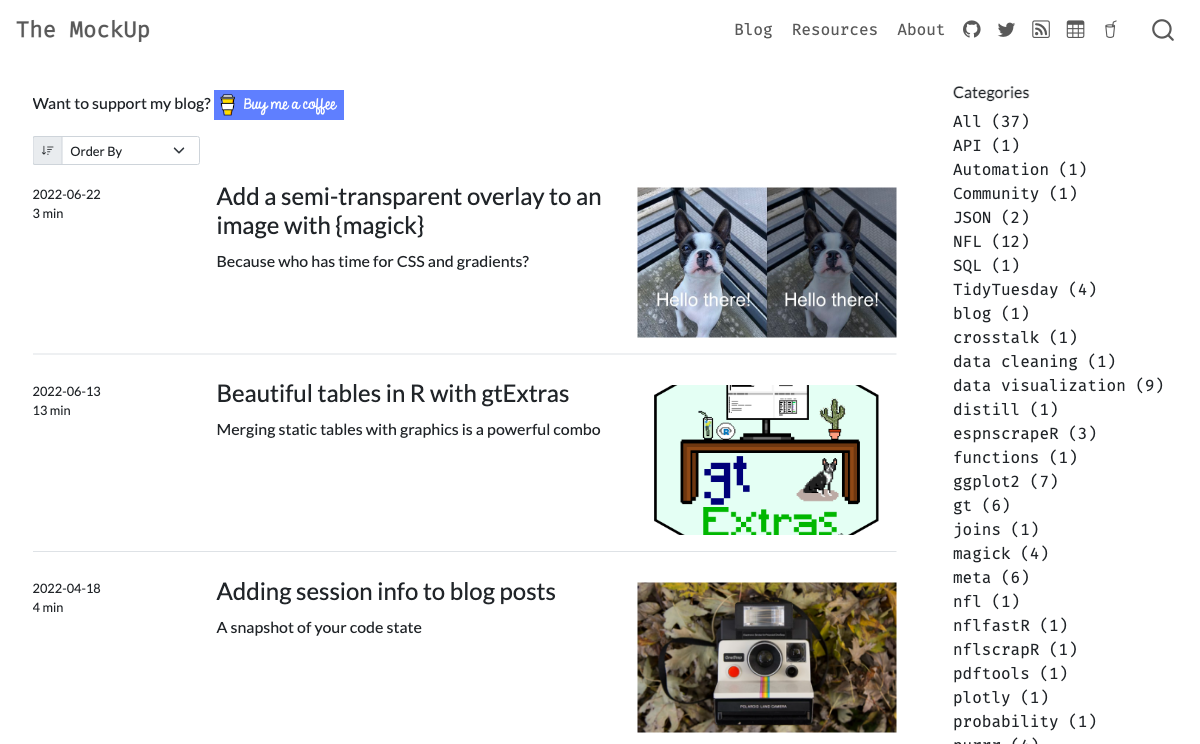 The MockUp
Blog Resources About
Want to support my blog? Buy me a coffee
Order By
2022-06-22
3 min
Add a semi-transparent overlay to an
image with {magick}
Because who has time for CSS and gradients?
Hello there! Hello there!
2022-06-13
13 min
Beautiful tables in R with gtExtras
Merging static tables with graphics is a powerful combo
R
gt
Extras
2022-04-18
4 min
Adding session info to blog posts
A snapshot of your code state
OneStep
POLAROID LAND CAMERA
Categories
All (37)
API (1)
Automation (1)
Community (1)
JSON (2)
NFL (12)
SQL (1)
TidyTuesday (4)
blog (1)
crosstalk (1)
data cleaning (1)
data visualization (9)
distill (1)
espnscrapeR (3)
functions (1)
ggplot2 (7)
gt (6)
joins (1)
magick (4)
meta (6)
nfl (1)
nflfastR (1)
nflscrapR (1)
pdftools (1)
plotly (1)
probability (1)
purrr (4)